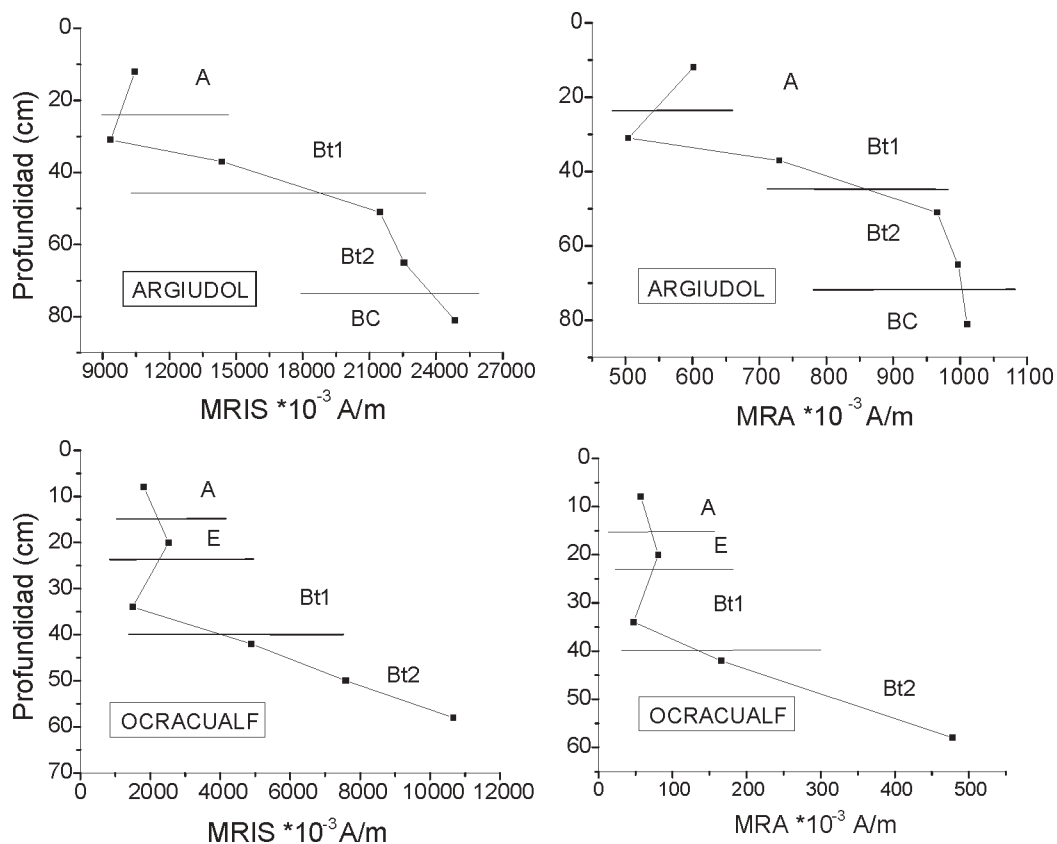 0
20
40
60
80
Profundidad (cm)
A
Bt1
Bt2
BC
ARGIUDOL
9000 12000 15000 18000 21000 24000 27000
MRIS *10-3 A/m
0
20
40
60
80
A
Bt1
Bt2
BC
ARGIUDOL
500 600 700 800 900 1000 1100
MRA *10 -3 A/m
0
10
20
30
40
50
60
70
Profundidad (cm)
A
E
Bt1
Bt2
OCRACUALF
0 2000 4000 6000 8000 10000 12000
MRIS *10-3 A/m
0
10
20
30
40
50
60
A
E
Bt1
Bt2
OCRACUALF
0 100 200 300 400 500
MRA *10-3 A/m